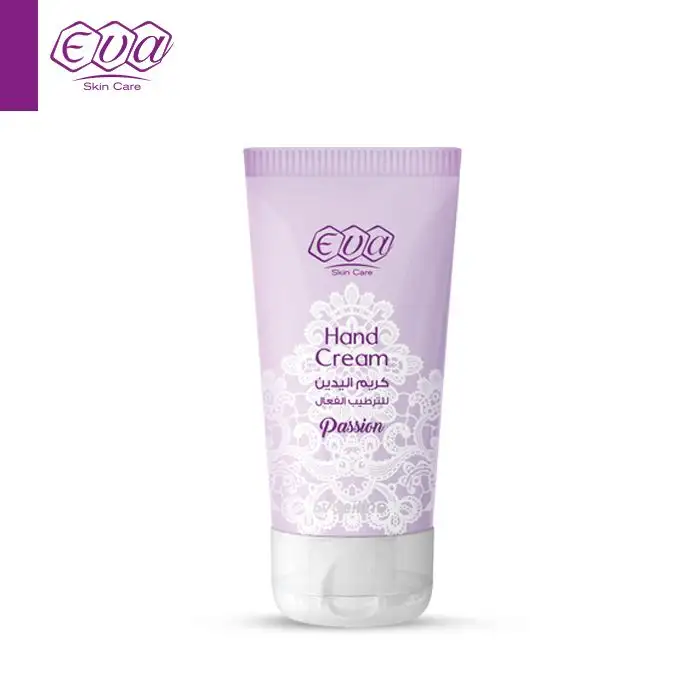 Eva
Skin Care
Eva
Skin Care
Hand
Cream
كريم اليدين
للترطيب الفعال
Passion